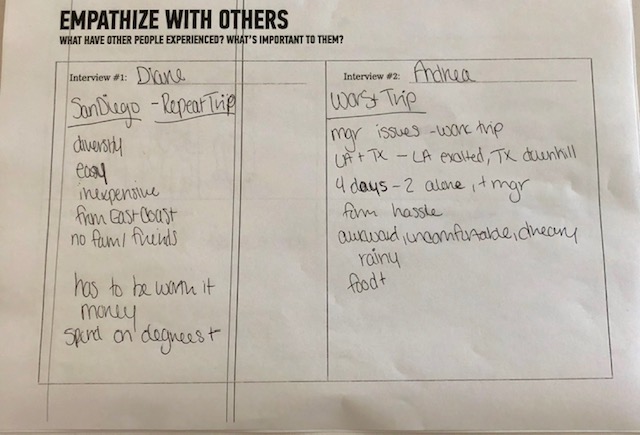 EMPATHIZE WITH OTHERS
WHAT HAVE OTHER PEOPLE EXPERIENCED? WHAT'S IMPORTANT TO THEM?
Interview #1: Diane
San Diego - Repeat Trip
diversity
easy
inexpensive
from East Coast
no fam/ friends
has to be worth it
money
spend on degrees +
Interview #2: Andrea
Worst Trip
mgr issues - work trip
LA + TX - LA exalted, TX downhill
4 days - 2 alone, + mgr
hassle
awkward, uncomfortable, dreary
rainy
food +